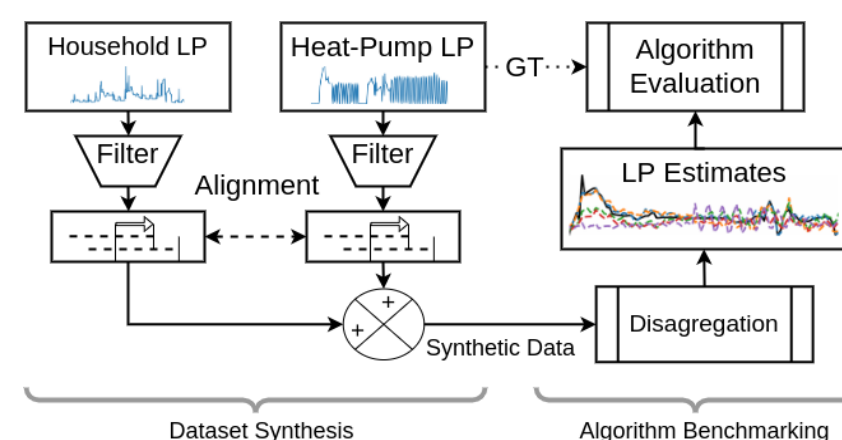 Household LP
Heat-Pump LP
GT
Algorithm
Evaluation
Filter
Filter
Alignment
LP Estimates
+
+
Synthetic Data
Disagregation
Dataset Synthesis
Algorithm Benchmarking